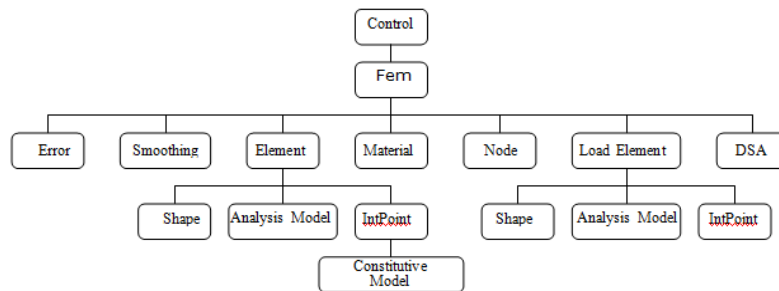 Control
Fem
Error
Smoothing
Element
Material
Node
Load Element
DSA
Shape
Analysis Model
IntPoint
Shape
Analysis Model
IntPoint
Constitutive
Model